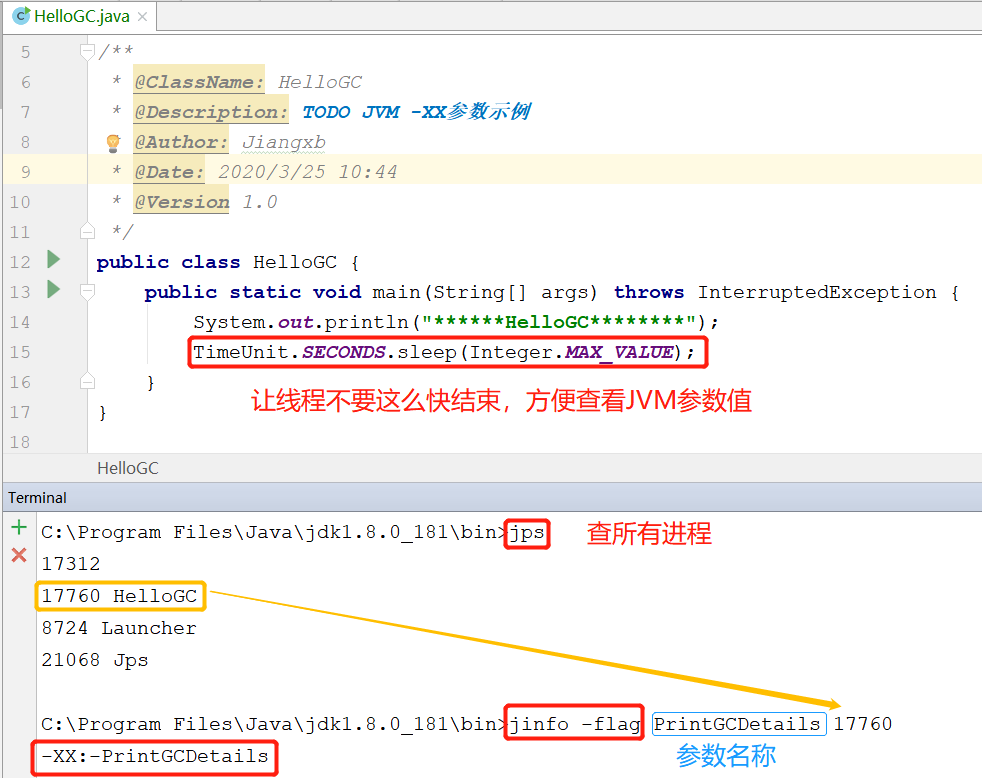 HelloGC.java
5 /**
6 * @ClassName: HelloGC
7 * @Description: TODO JVM -XX参数示例
8 * @Author: Jiangxb
9 * @Date: 2020/3/25 10:44
10 * @Version 1.0
11 */
12 public class HelloGC {
13 public static void main(String[] args) throws InterruptedException {
14 System.out.println("******HelloGC********");
15 TimeUnit.SECONDS.sleep(Integer.MAX_VALUE);
16 }
让线程不要这么快结束，方便查看JVM参数值
17 }
18
HelloGC
Terminal
C:\Program Files\Java\jdk1.8.0_181\bin>jps 查所有进程
17312
17760 HelloGC
8724 Launcher
21068 Jps
C:\Program Files\Java\jdk1.8.0_181\bin>jinfo -flag PrintGCDetails 17760
-XX:-PrintGCDetails
参数名称